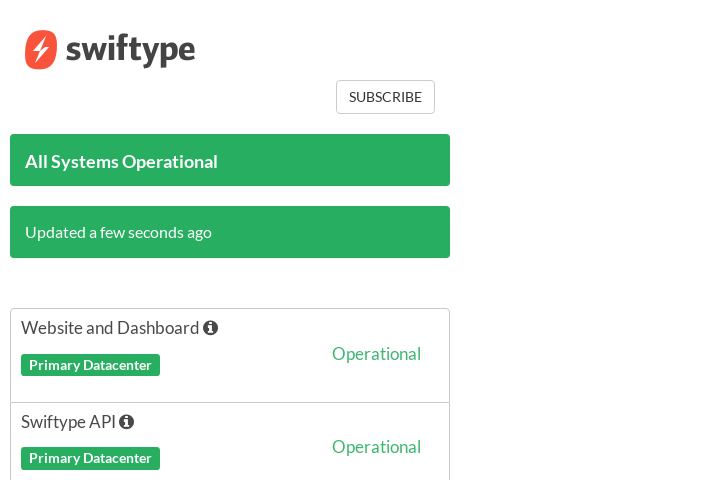 swiftype
SUBSCRIBE
All Systems Operational
Updated a few seconds ago
Website and Dashboard
Operational
Primary Datacenter
Swiftype API
Operational
Primary Datacenter